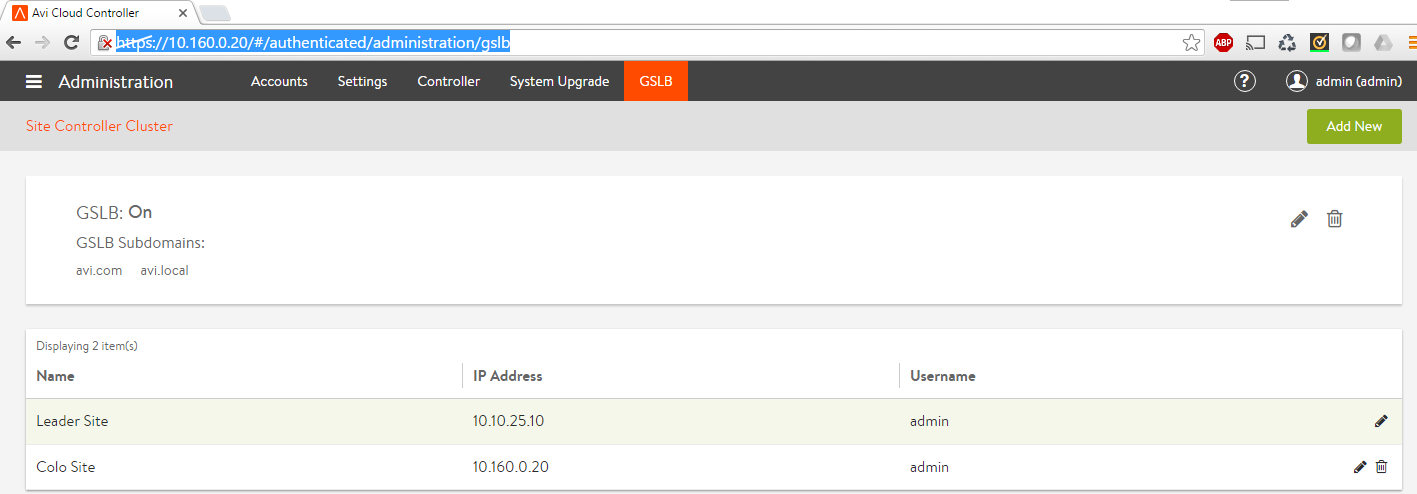 Avi Cloud Controller
https://10.160.0.20/#/authenticated/administration/gslb
ABP
Administration Accounts Settings Controller System Upgrade GSLB ? admin (admin)
Site Controller Cluster Add New
GSLB: On
GSLB Subdomains:
avi.com avi.local
Displaying 2 item(s)
Name IP Address Username
Leader Site 10.10.25.10 admin
Colo Site 10.160.0.20 admin